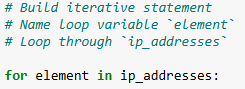 # Build iterative statement
# Name loop variable `element`
# Loop through `ip_addresses`
for element in ip_addresses: